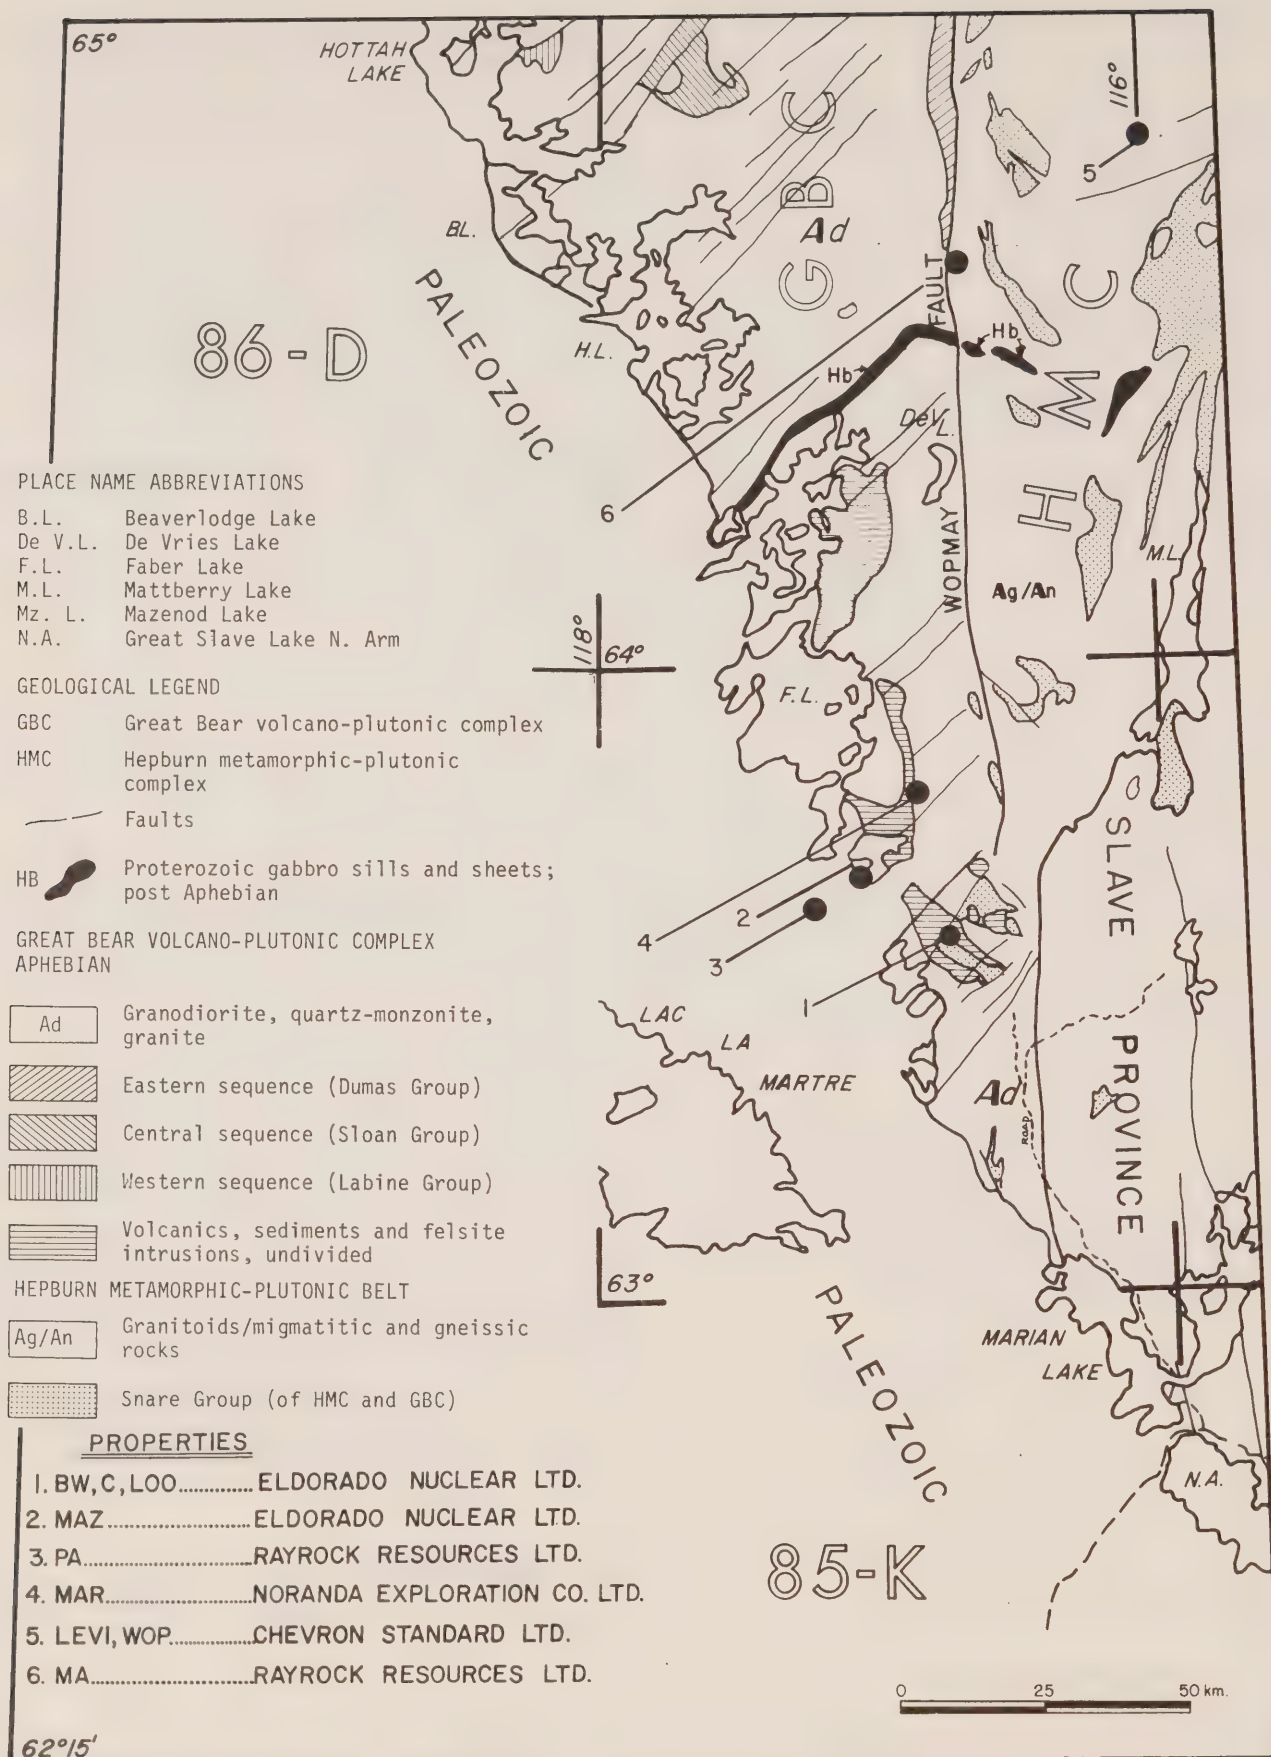 65°
HOTTAH
LAKE
116°
5
BL.
G B C
Ad
PALEOZOIC
86-D
H.L.
FAULT
Hb
Hb
H M C
DeV.L.
6
WOPMAY
M.L.
Ag/An
118°
64°
F.L.
PLACE NAME ABBREVIATIONS
B.L. Beaverlodge Lake
De V.L. De Vries Lake
F.L. Faber Lake
M.L. Mattberry Lake
Mz. L. Mazenod Lake
N.A. Great Slave Lake N. Arm
GEOLOGICAL LEGEND
GBC Great Bear volcano-plutonic complex
HMC Hepburn metamorphic-plutonic
complex
Faults
HB Proterozoic gabbro sills and sheets;
post Aphebian
GREAT BEAR VOLCANO-PLUTONIC COMPLEX
APHEBIAN
Ad Granodiorite, quartz-monzonite,
granite
Eastern sequence (Dumas Group)
Central sequence (Sloan Group)
Western sequence (Labine Group)
Volcanics, sediments and felsite
intrusions, undivided
HEPBURN METAMORPHIC-PLUTONIC BELT
Ag/An Granitoids/migmatitic and gneissic
rocks
Snare Group (of HMC and GBC)
SLAVE
PROVINCE
2
4
3
1
LAC
LA
MARTRE
Ad
ROAD
63°
PALEOZOIC
MARIAN
LAKE
N.A.
85-K
PROPERTIES
1. BW, C, LOO.............ELDORADO NUCLEAR LTD.
2. MAZ.........................ELDORADO NUCLEAR LTD.
3. PA.............................RAYROCK RESOURCES LTD.
4. MAR.........................NORANDA EXPLORATION CO. LTD.
5. LEVI, WOP..............CHEVRON STANDARD LTD.
6. MA............................RAYROCK RESOURCES LTD.
0 25 50 km.
62°15'